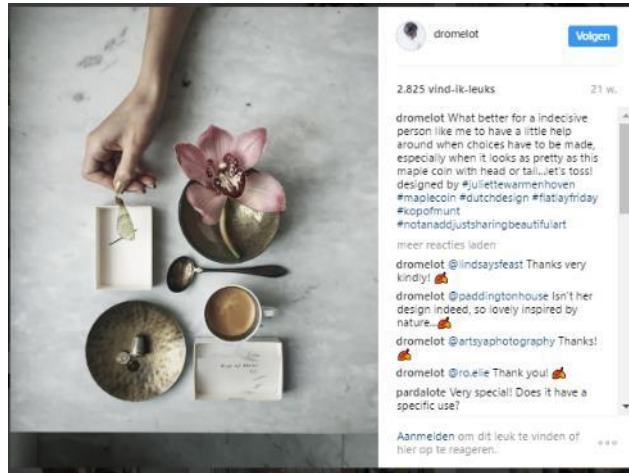 dromelot
Volgen
2.825 vind-ik-leuks
21 w.
dromelot What better for a indecisive
person like me to have a little help
around when choices have to be made,
especially when it looks as pretty as this
maple coin with head or tail...let's toss!
designed by #juliettewarmenhoven
#maplecoin #dutchdesign #flatlayfriday
#kopofmunt
#notanaddjustsharingbeautifulart
meer reacties laden
dromelot @lindsaysfeast Thanks very
kindly! 🍂
dromelot @paddingtonhouse Isn't her
design indeed, so lovely inspired by
nature...🍂
dromelot @artsyaphotography Thanks!
🍂
dromelot @ro.elie Thank you! 🍂
pardalote Very special! Does it have a
specific use?
Aanmelden om dit leuk te vinden of
hier op te reageren.